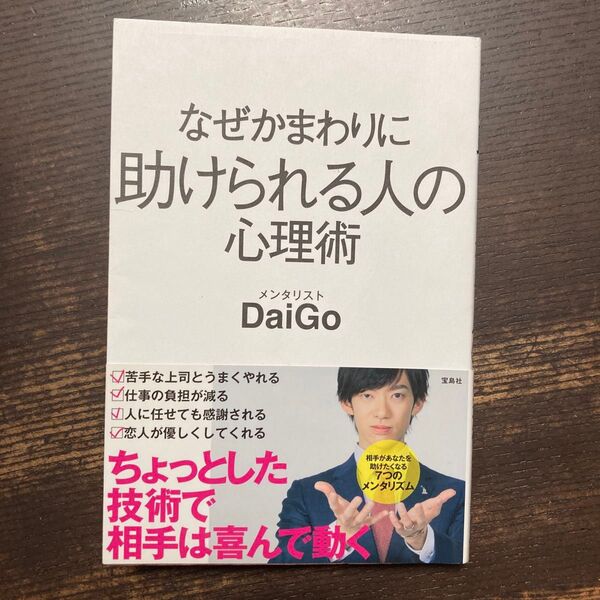 なぜかまわりに
助けられる人の
心理術
メンタリスト
DaiGo
苦手な上司とうまくやれる
仕事の負担が減る
人に任せても感謝される
恋人が優しくしてくれる
ちょっとした
技術で
相手は喜んで動く
宝島社
相手があなたを
助けたくなる
7つの
メンタリズム